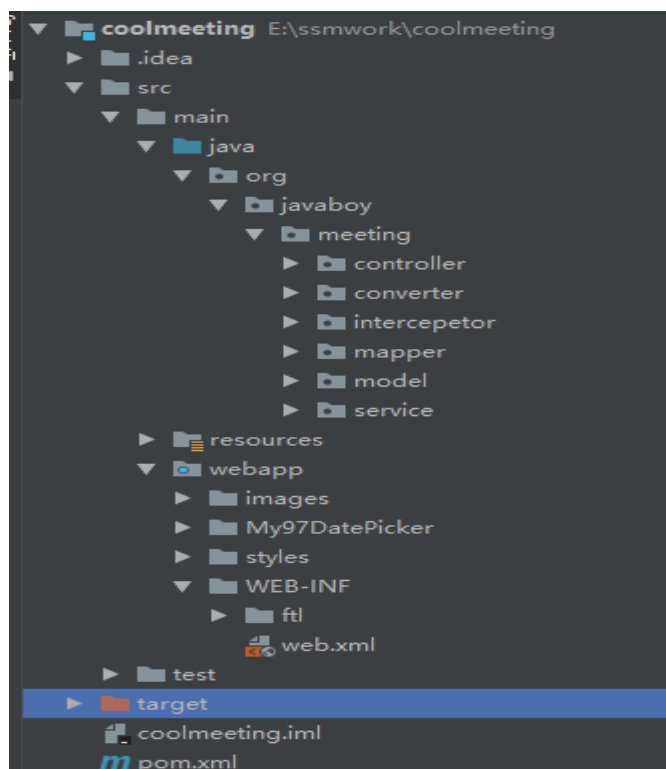 coolmeeting E:\ssmwork\coolmeeting
.idea
src
main
java
org
javaboy
meeting
controller
converter
intercepetor
mapper
model
service
resources
webapp
images
My97DatePicker
styles
WEB-INF
ftl
web.xml
test
target
coolmeeting.iml
pom.xml